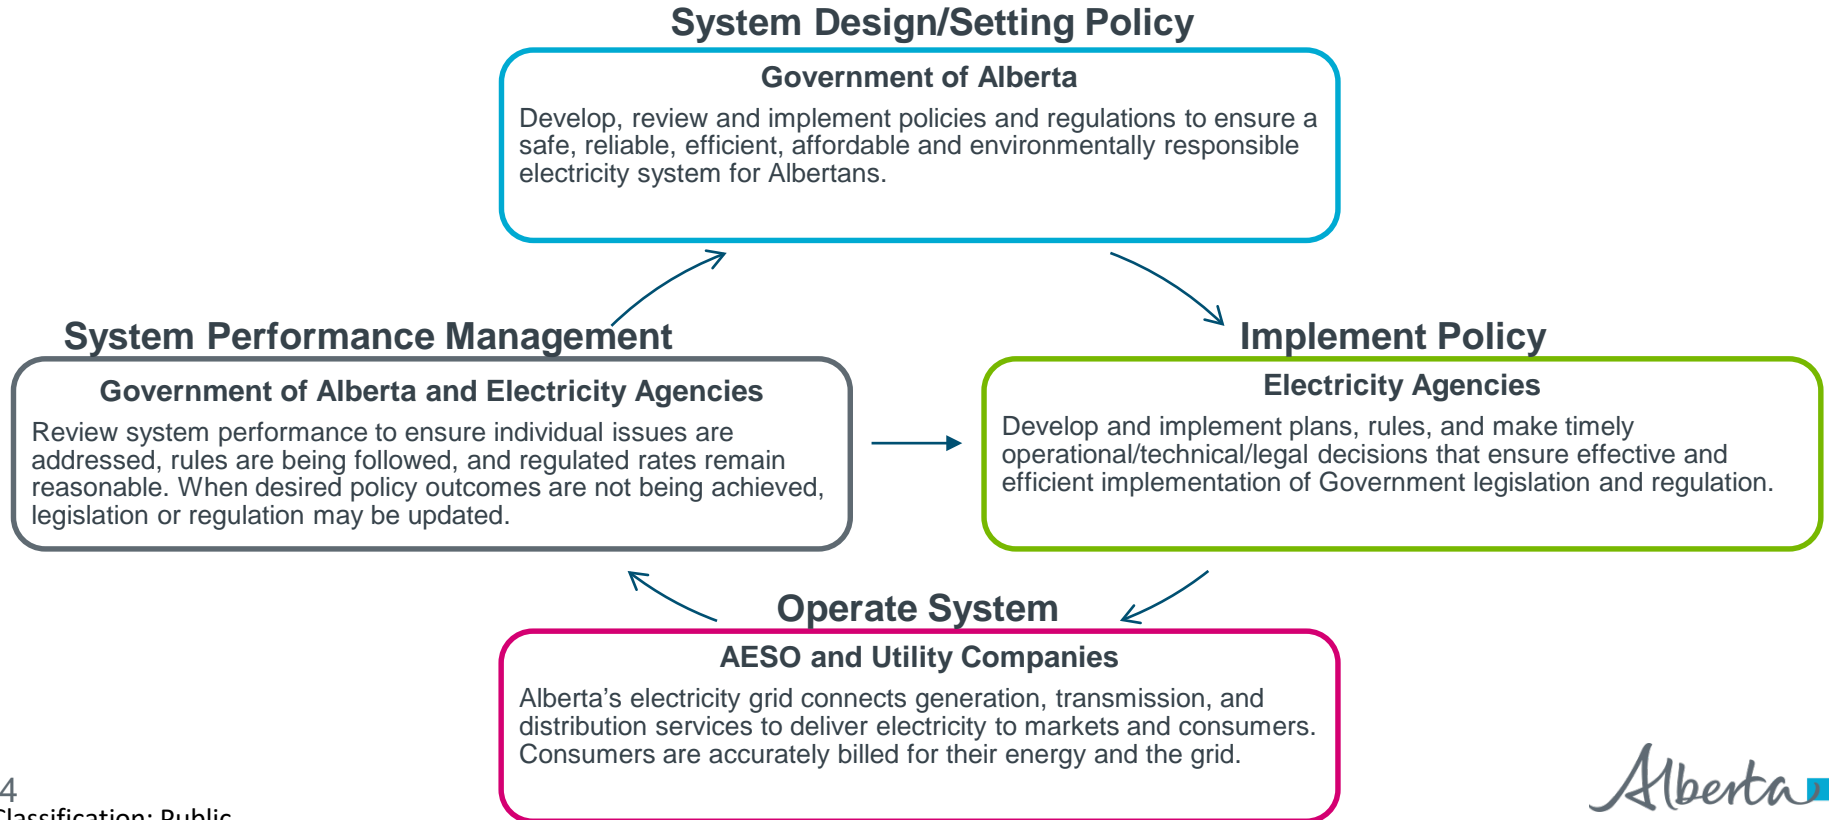 System Design/Setting Policy
Government of Alberta
Develop, review and implement policies and regulations to ensure a
safe, reliable, efficient, affordable and environmentally responsible
electricity system for Albertans.
System Performance Management
Government of Alberta and Electricity Agencies
Review system performance to ensure individual issues are
addressed, rules are being followed, and regulated rates remain
reasonable. When desired policy outcomes are not being achieved,
legislation or regulation may be updated.
Implement Policy
Electricity Agencies
Develop and implement plans, rules, and make timely
operational/technical/legal decisions that ensure effective and
efficient implementation of Government legislation and regulation.
Operate System
AESO and Utility Companies
Alberta's electricity grid connects generation, transmission, and
distribution services to deliver electricity to markets and consumers.
Consumers are accurately billed for their energy and the grid.
4
Classification: Public
Alberta